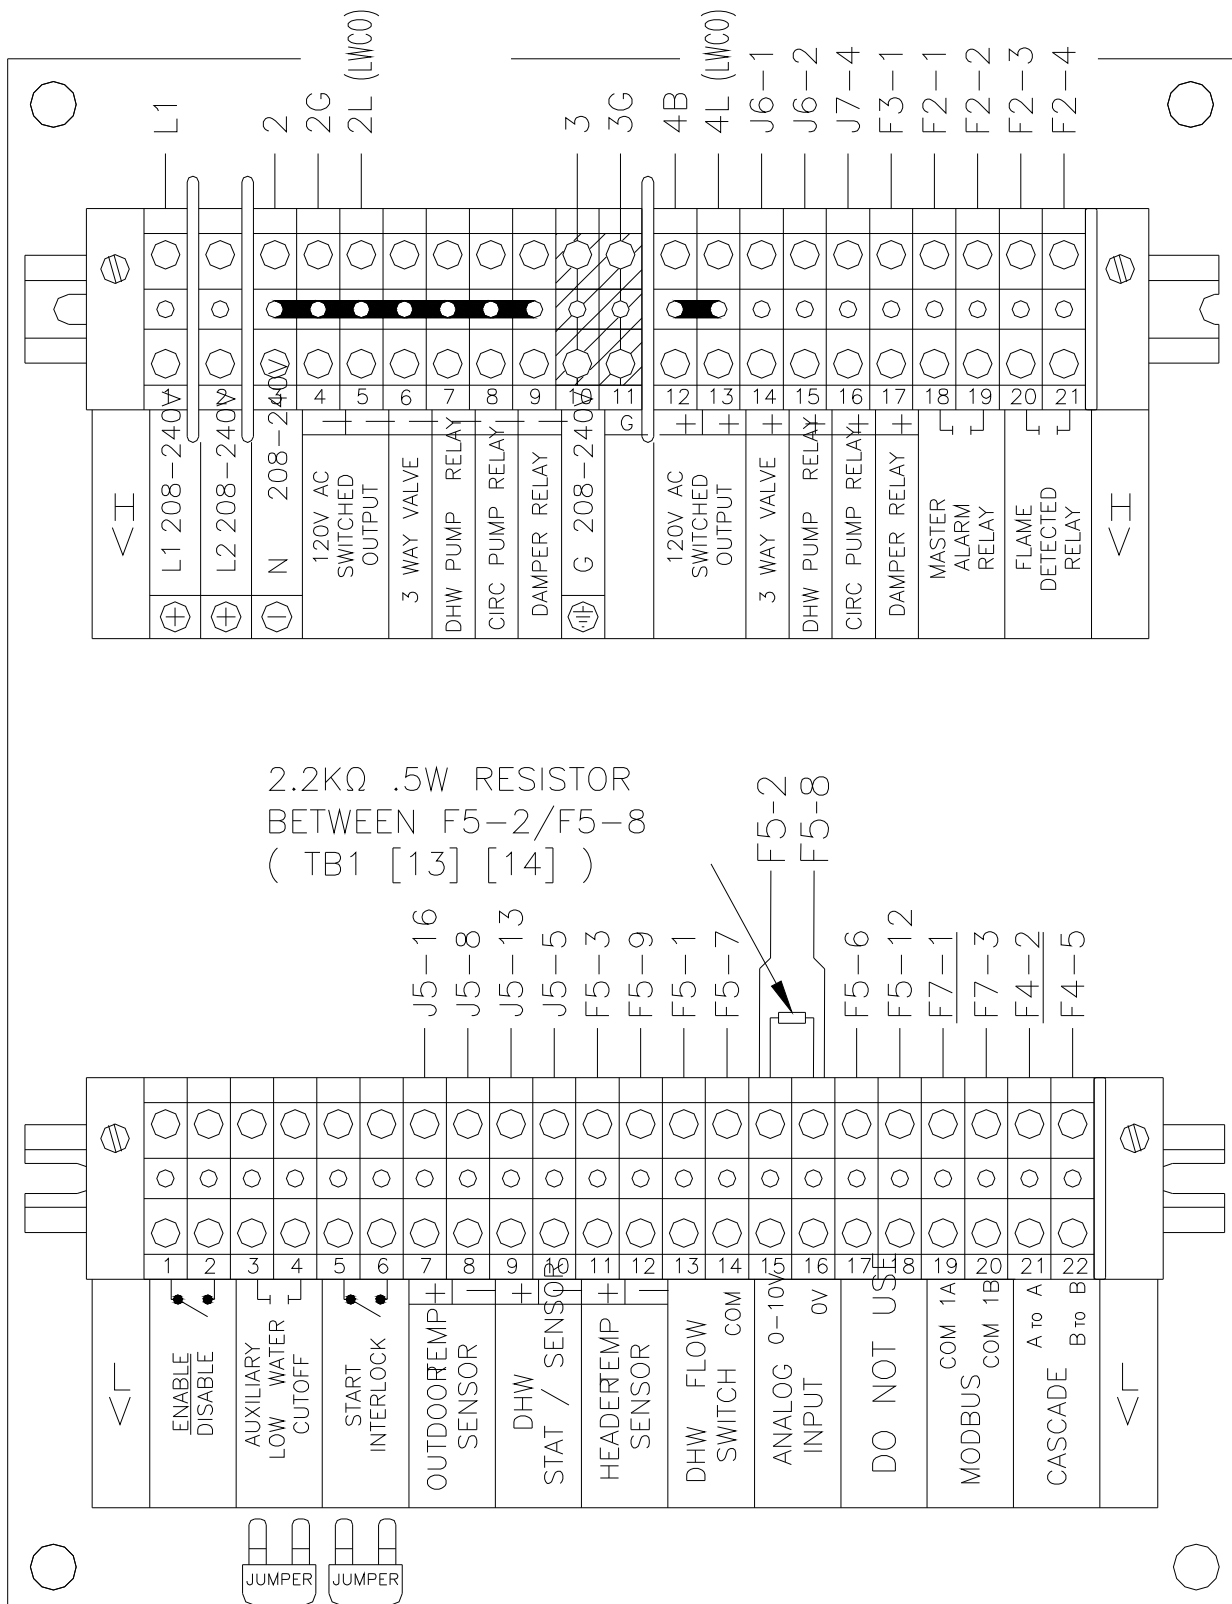 L1
2
2G
2L (LWCO)
3
3G
4B
4L (LWCO)
J6-1
J6-2
J7-4
F3-1
F2-1
F2-2
F2-3
F2-4
1 2 3 4 5 6 7 8 9 10 11 12 13 14 15 16 17 18 19 20 21
G
HV
L1 208-240V
L2 208-240V
N 208-240V
120V AC
SWITCHED
OUTPUT
3 WAY VALVE
DHW PUMP RELAY
CIRC PUMP RELAY
DAMPER RELAY
G 208-240V
120V AC
SWITCHED
OUTPUT
3 WAY VALVE
DHW PUMP RELAY
CIRC PUMP RELAY
DAMPER RELAY
MASTER
ALARM
RELAY
FLAME
DETECTED
RELAY
HV
2.2KΩ .5W RESISTOR
BETWEEN F5-2/F5-8
( TB1 [13] [14] )
F5-2
F5-8
J5-16
J5-8
J5-13
J5-5
F5-3
F5-9
F5-1
F5-7
F5-6
F5-12
F7-1
F7-3
F4-2
F4-5
1 2 3 4 5 6 7 8 9 10 11 12 13 14 15 16 17 18 19 20 21 22
LV
ENABLE
DISABLE
AUXILIARY
LOW WATER
CUTOFF
START
INTERLOCK
OUTDOOR TEMP
SENSOR
DHW
STAT / SENSOR
HEADER TEMP
SENSOR
DHW FLOW
SWITCH COM
ANALOG 0-10V
INPUT 0V
DO NOT USE
COM 1A
COM 1B
MODBUS
A TO A
B TO B
CASCADE
LV
JUMPER
JUMPER